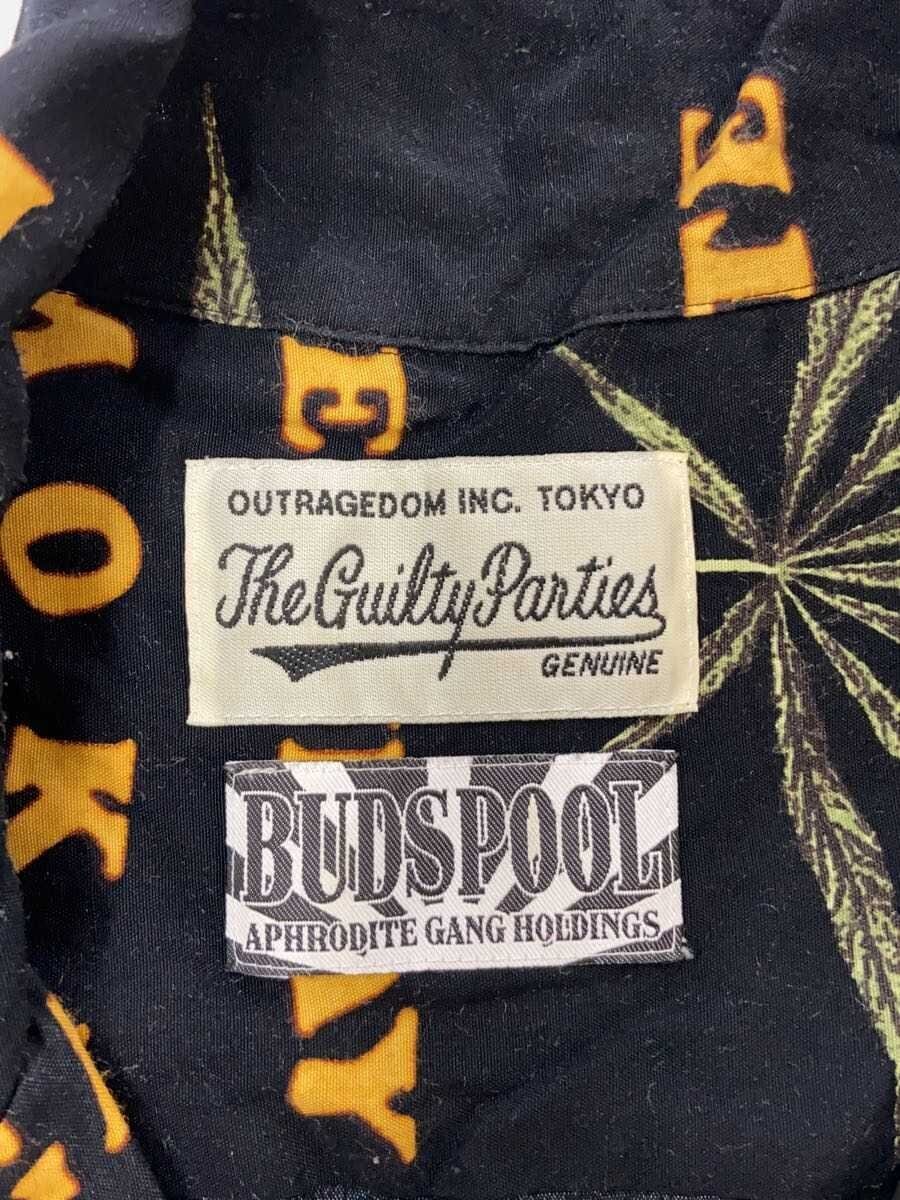 OUTRAGEDOM INC. TOKYO
The Guilty Parties
GENUINE
BUDSPOOL
APHRODITE GANG HOLDINGS